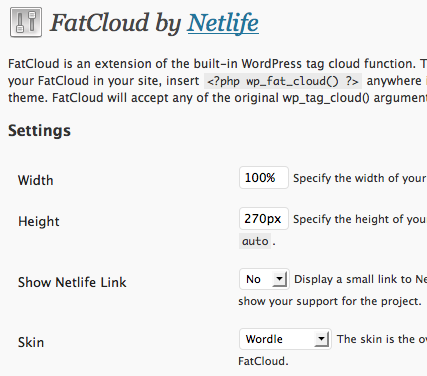 FatCloud by Netlife
FatCloud is an extension of the built-in WordPress tag cloud function. T
your FatCloud in your site, insert <?php wp_fat_cloud() ?> anywhere i
theme. FatCloud will accept any of the original wp_tag_cloud() argument
Settings
Width 100% Specify the width of your
Height 270px Specify the height of you
auto .
Show Netlife Link No Display a small link to Ne
show your support for the project.
Skin Wordle The skin is the ov
FatCloud.